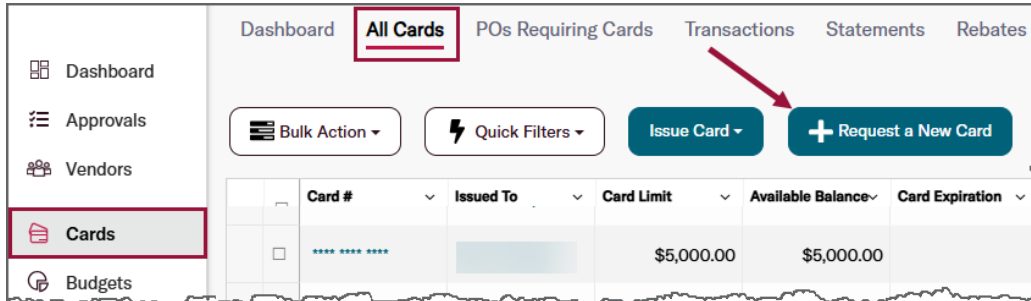 Dashboard All Cards POs Requiring Cards Transactions Statements Rebates
Dashboard
Approvals
Vendors
Cards
Budgets
Bulk Action Quick Filters Issue Card Request a New Card
Card # Issued To Card Limit Available Balance Card Expiration
**** **** **** $5,000.00 $5,000.00